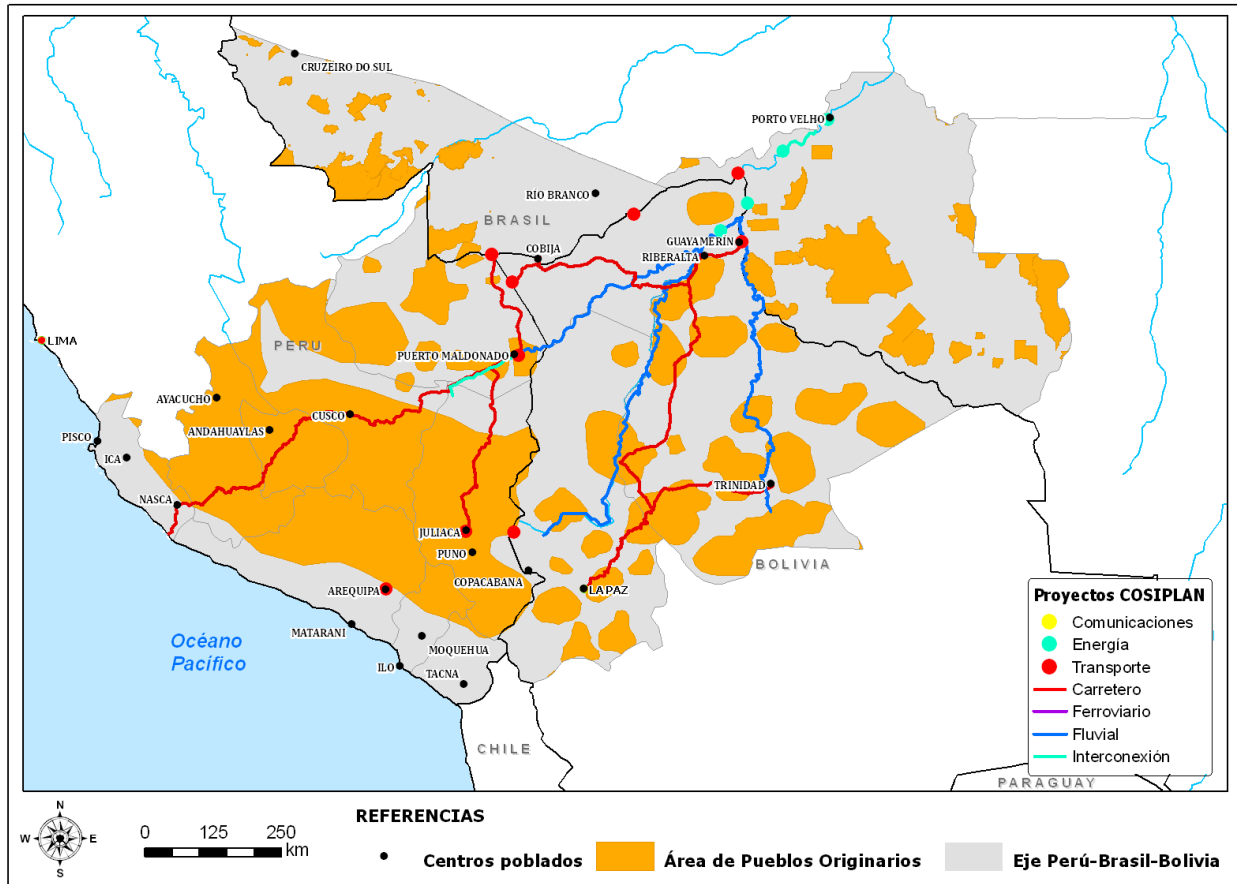 CRUZEIRO DO SUL
PORTO VELHO
RIO BRANCO
BRASIL
GUAYAMERIN
COBIJA
RIBERALTA
LIMA
PERU
PUERTO MALDONADO
AYACUCHO
CUSCO
ANDAHUAYLAS
PISCO
ICA
NASCA
TRINIDAD
JULIACA
PUNO
BOLIVIA
COPACABANA
LA PAZ
AREQUIPA
MATARANI
Océano
Pacífico
MOQUEHUA
ILO
TACNA
CHILE
PARAGUAY
Proyectos COSIPLAN
Comunicaciones
Energía
Transporte
Carretero
Ferroviario
Fluvial
Interconexión
N
W E
S
0 125 250
km
REFERENCIAS
Centros poblados
Área de Pueblos Originarios
Eje Perú-Brasil-Bolivia